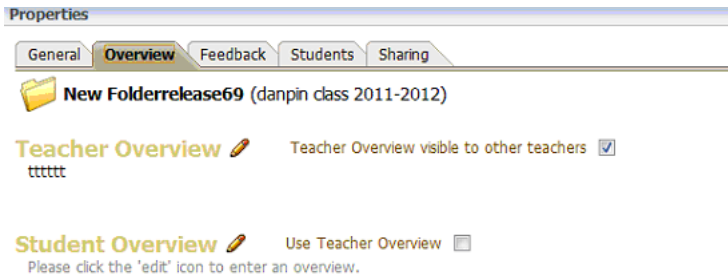 Properties
General Overview Feedback Students Sharing
New Folderrelease69 (danpin class 2011-2012)
Teacher Overview Teacher Overview visible to other teachers
tttttt
Student Overview Use Teacher Overview
Please click the 'edit' icon to enter an overview.